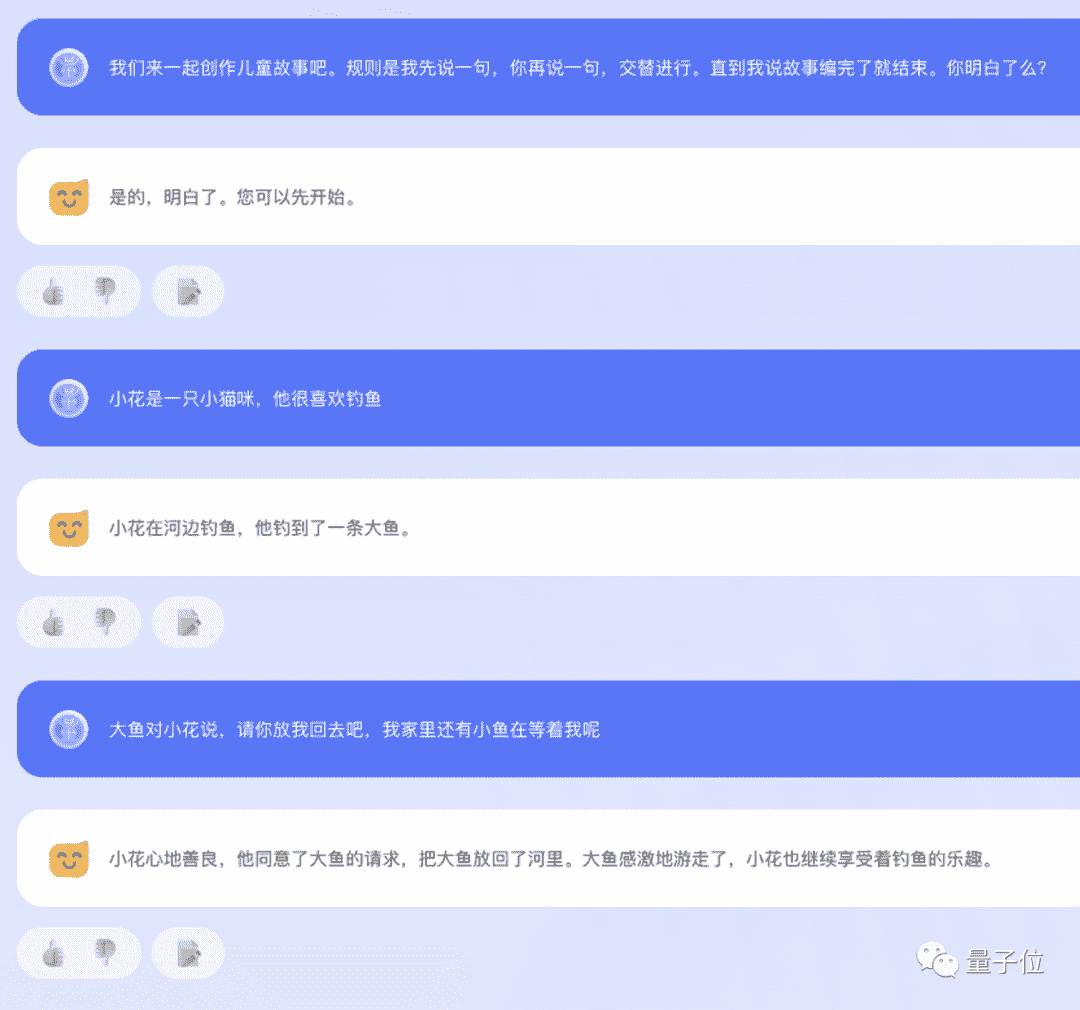 我们来一起创作儿童故事吧。规则是我先说一句，你再说一句，交替进行。直到我说故事编完了就结束。你明白了么？
是的，明白了。您可以先开始。
小花是一只小猫咪，他很喜欢钓鱼
小花在河边钓鱼，他钓到了一条大鱼。
大鱼对小花说，请你放我回去吧，我家里还有小鱼在等着我呢
小花心地善良，他同意了大鱼的请求，把大鱼放回了河里。大鱼感激地游走了，小花也继续享受着钓鱼的乐趣。
量子位